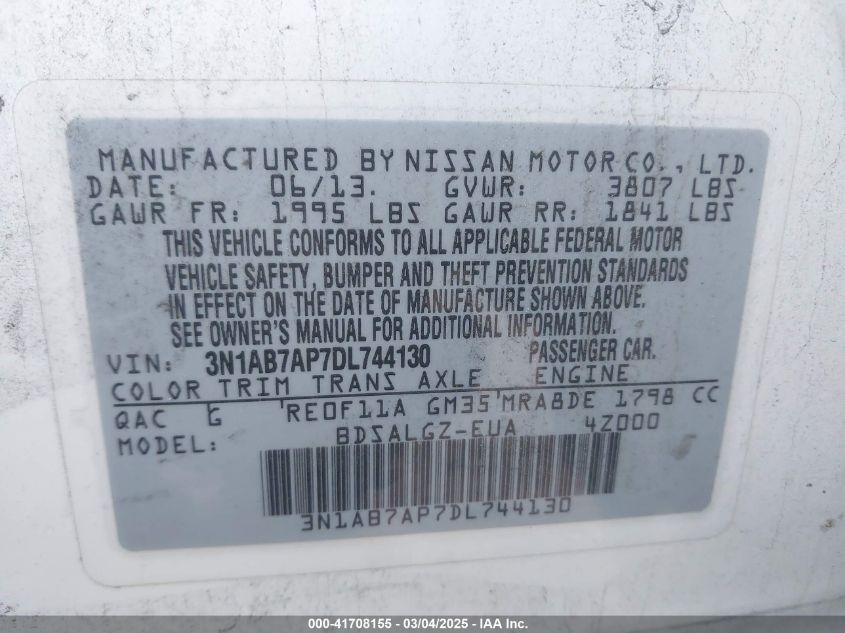 MANUFACTURED BY NISSAN MOTOR CO., LTD.
DATE: 06/13. GVWR: 3807 LBS
GAWR FR: 1995 LBS GAWR RR: 1841 LBS
THIS VEHICLE CONFORMS TO ALL APPLICABLE FEDERAL MOTOR
VEHICLE SAFETY, BUMPER AND THEFT PREVENTION STANDARDS
IN EFFECT ON THE DATE OF MANUFACTURE SHOWN ABOVE.
SEE OWNER'S MANUAL FOR ADDITIONAL INFORMATION.
VIN: 3N1AB7AP7DL744130 PASSENGER CAR.
COLOR TRIM TRANS AXLE ENGINE
QAC G RE0F11A GM35 MRA8DE 1798 CC
MODEL: BDSALGZ-EUA 4Z000
3N1AB7AP7DL744130
000-41708155 - 03/04/2025 - IAA Inc.